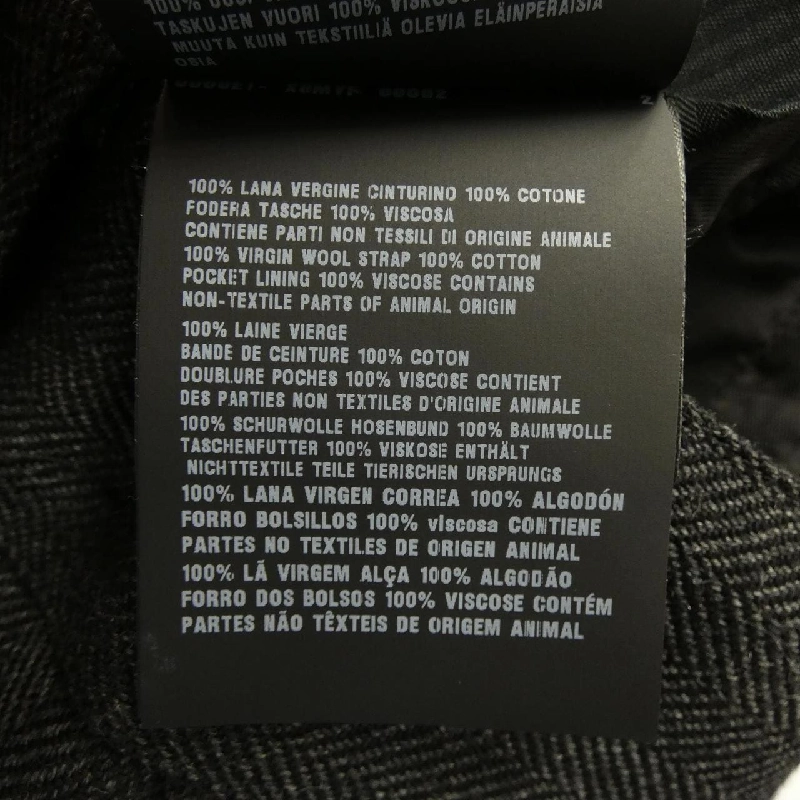 TASKUJEN VUORI 100% VISKOOSI
MUUTA KUIN TEKSTIILIÄ OLEVIA ELÄINPERÄISIÄ
OSIA
Z
100% LANA VERGINE CINTURINO 100% COTONE
FODERA TASCHE 100% VISCOSA
CONTIENE PARTI NON TESSILI DI ORIGINE ANIMALE
100% VIRGIN WOOL STRAP 100% COTTON
POCKET LINING 100% VISCOSE CONTAINS
NON-TEXTILE PARTS OF ANIMAL ORIGIN
100% LAINE VIERGE
BANDE DE CEINTURE 100% COTON
DOUBLURE POCHES 100% VISCOSE CONTIENT
DES PARTIES NON TEXTILES D'ORIGINE ANIMALE
100% SCHURWOLLE HOSENBUND 100% BAUMWOLLE
TASCHENFUTTER 100% VISKOSE ENTHÄLT
NICHTTEXTILE TEILE TIERISCHEN URSPRUNGS
100% LANA VIRGEN CORREA 100% ALGODÓN
FORRO BOLSILLOS 100% viscosa CONTIENE
PARTES NO TEXTILES DE ORIGEN ANIMAL
100% LÃ VIRGEM ALÇA 100% ALGODÃO
FORRO DOS BOLSOS 100% VISCOSE CONTÉM
PARTES NÃO TÊXTEIS DE ORIGEM ANIMAL